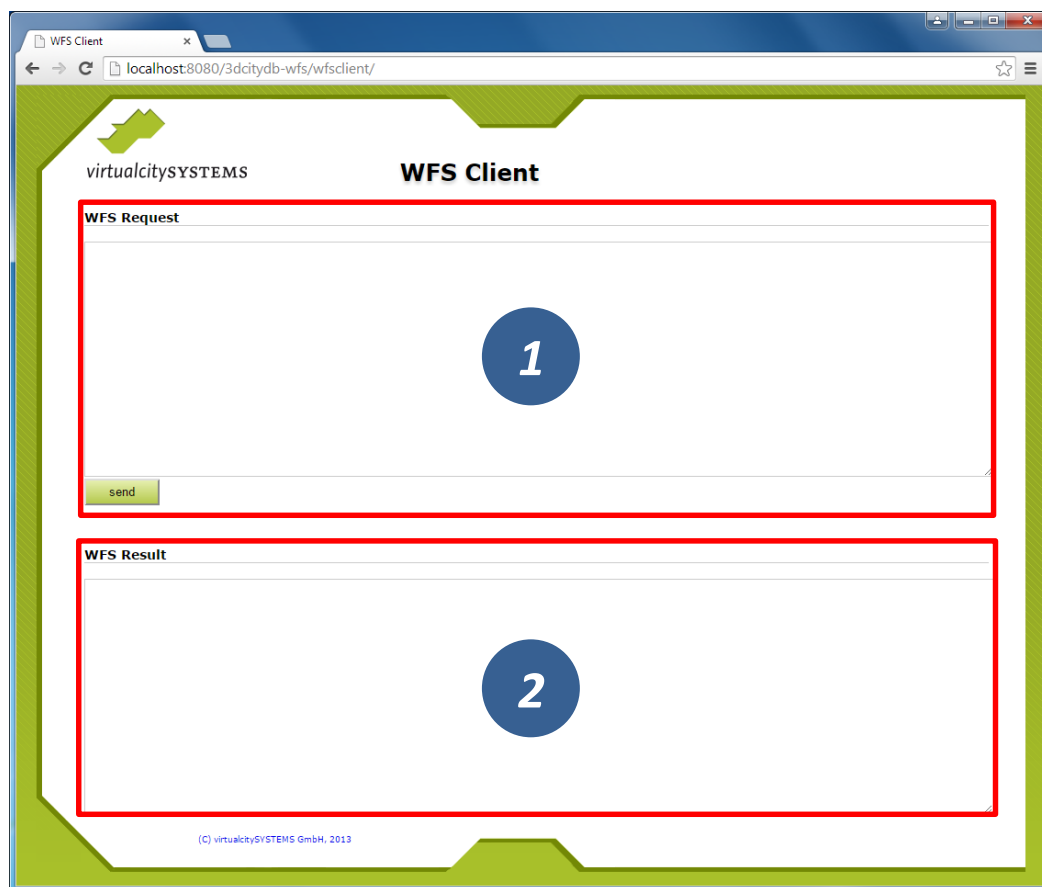 WFS Client
localhost:8080/3dcitydb-wfs/wfsclient/
virtualcitySYSTEMS
WFS Client
WFS Request
1
send
WFS Result
2
(C) virtualcitySYSTEMS GmbH, 2013